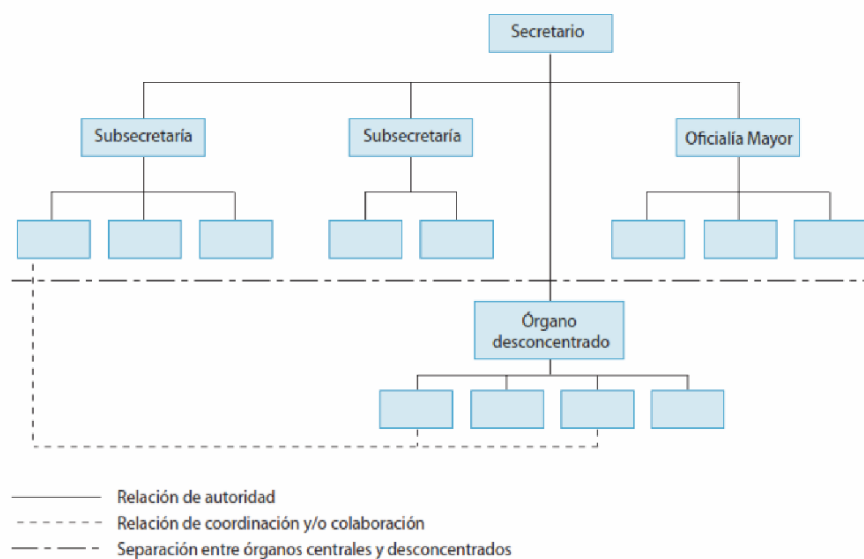 Secretario
Subsecretaría
Subsecretaría
Oficialía Mayor
Órgano
desconcentrado
Relación de autoridad
Relación de coordinación y/o colaboración
Separación entre órganos centrales y desconcentrados